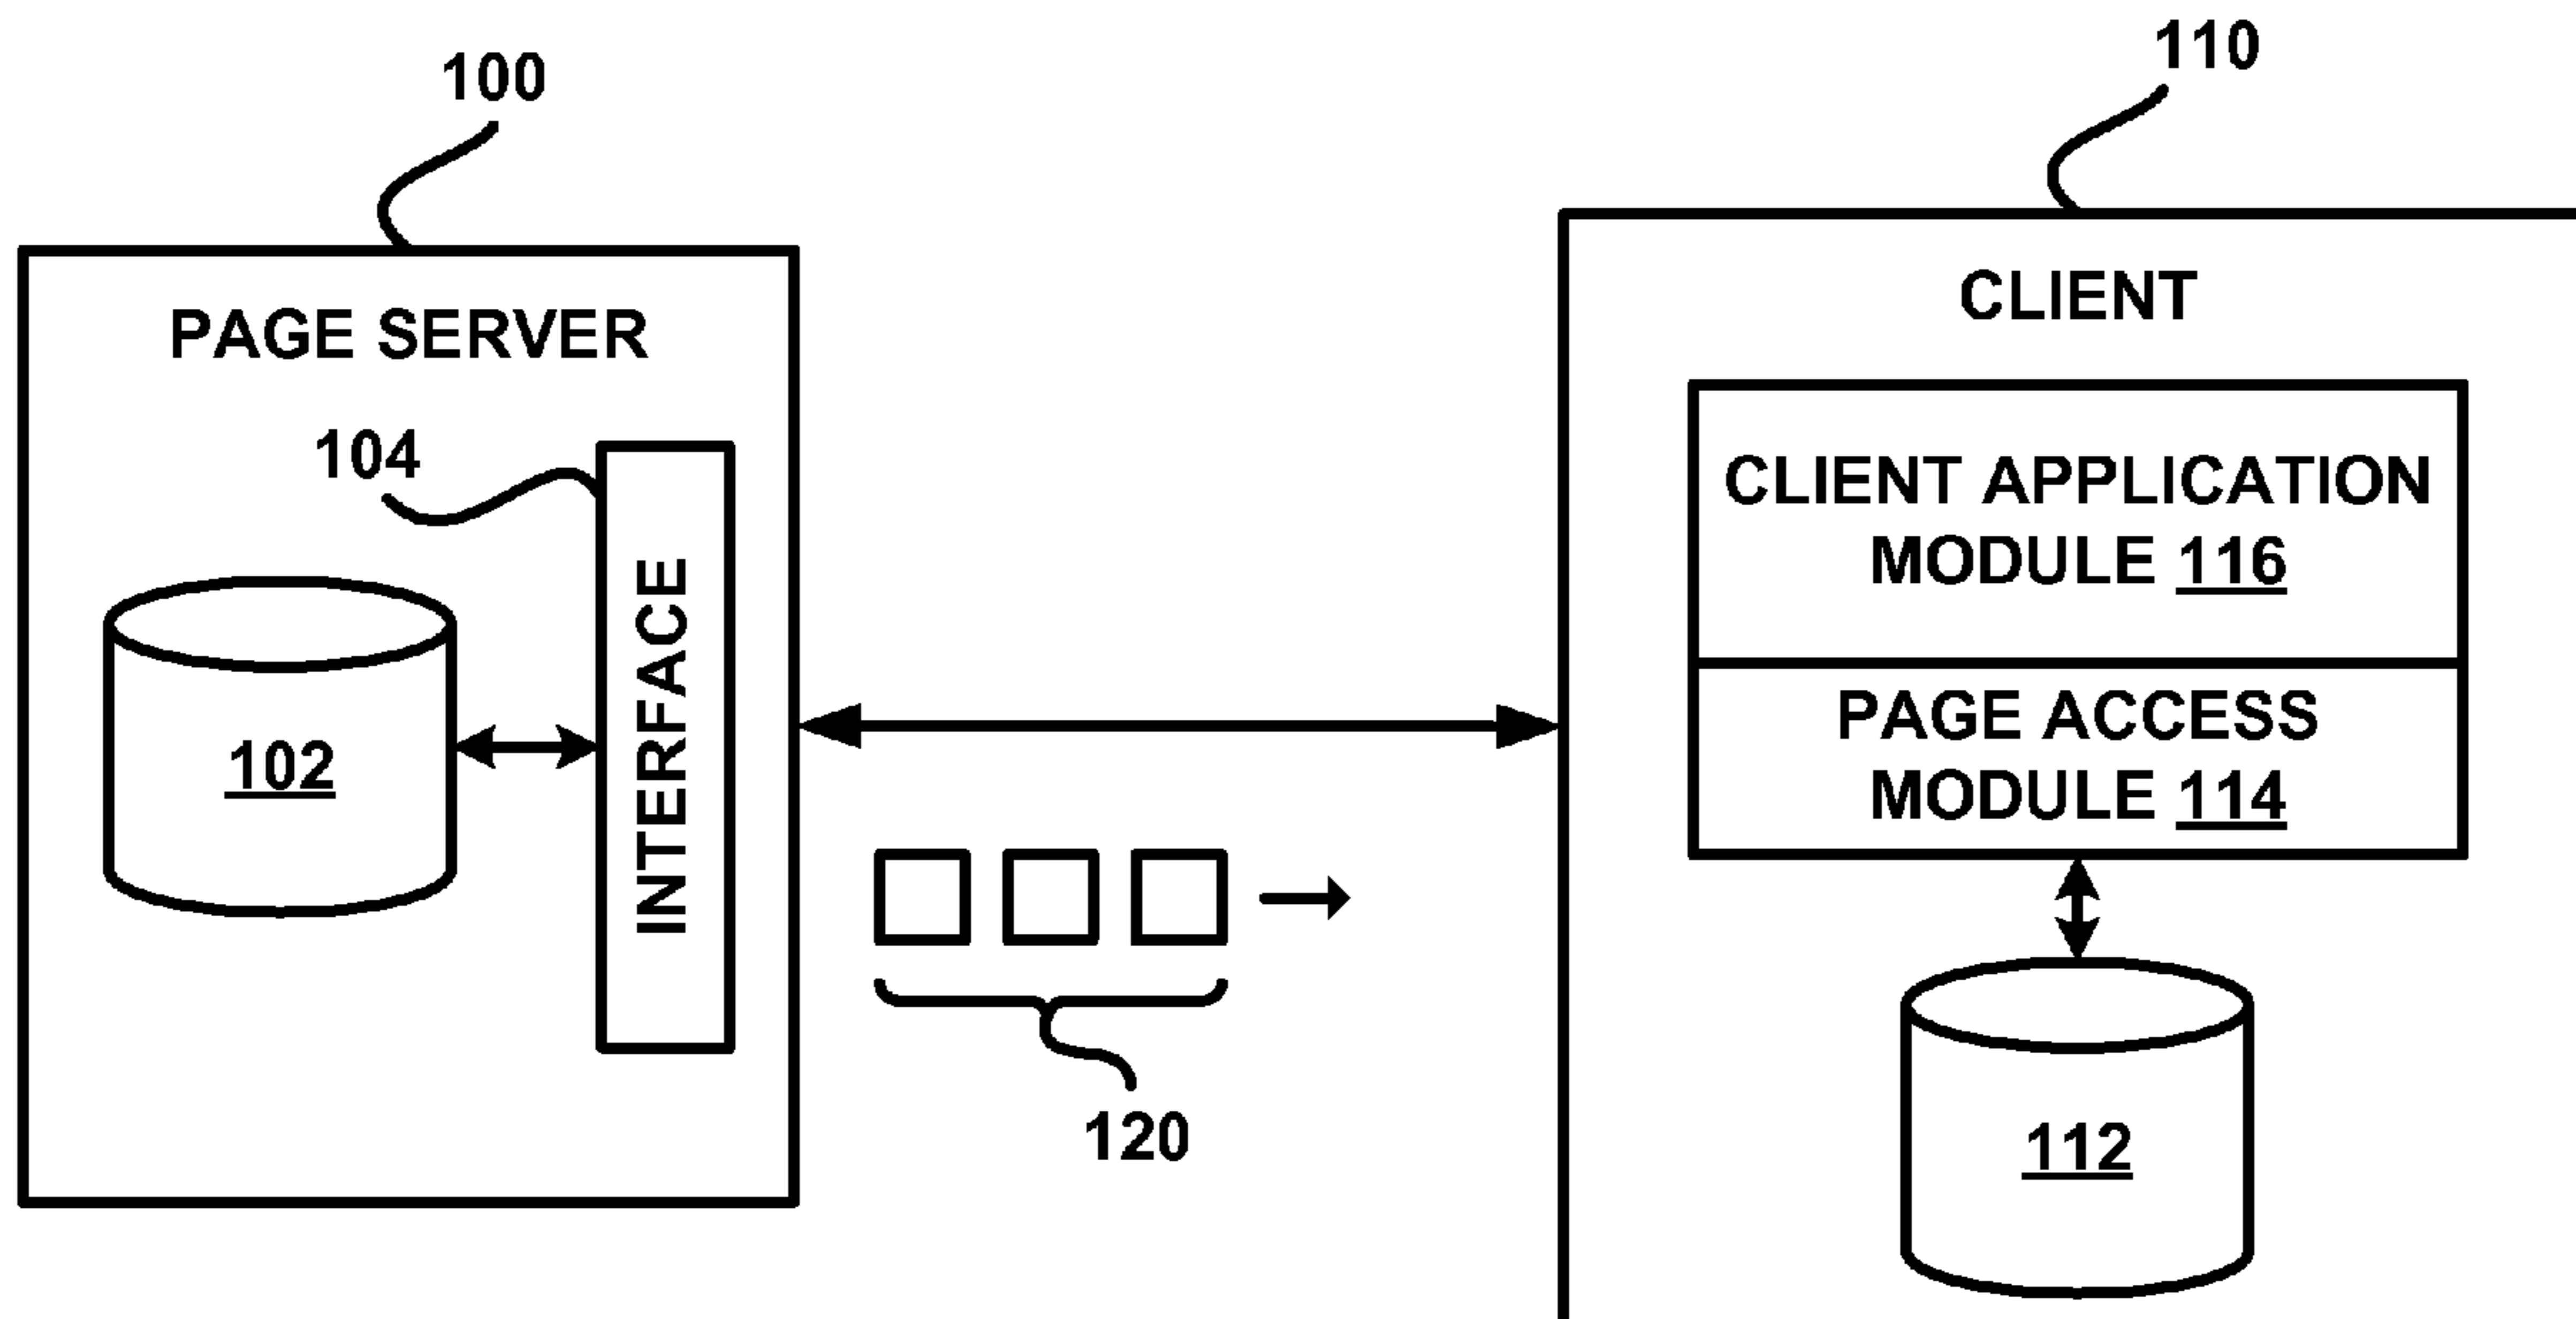 100
PAGE SERVER
104
102
INTERFACE
120
110
CLIENT
CLIENT APPLICATION
MODULE 116
PAGE ACCESS
MODULE 114
112